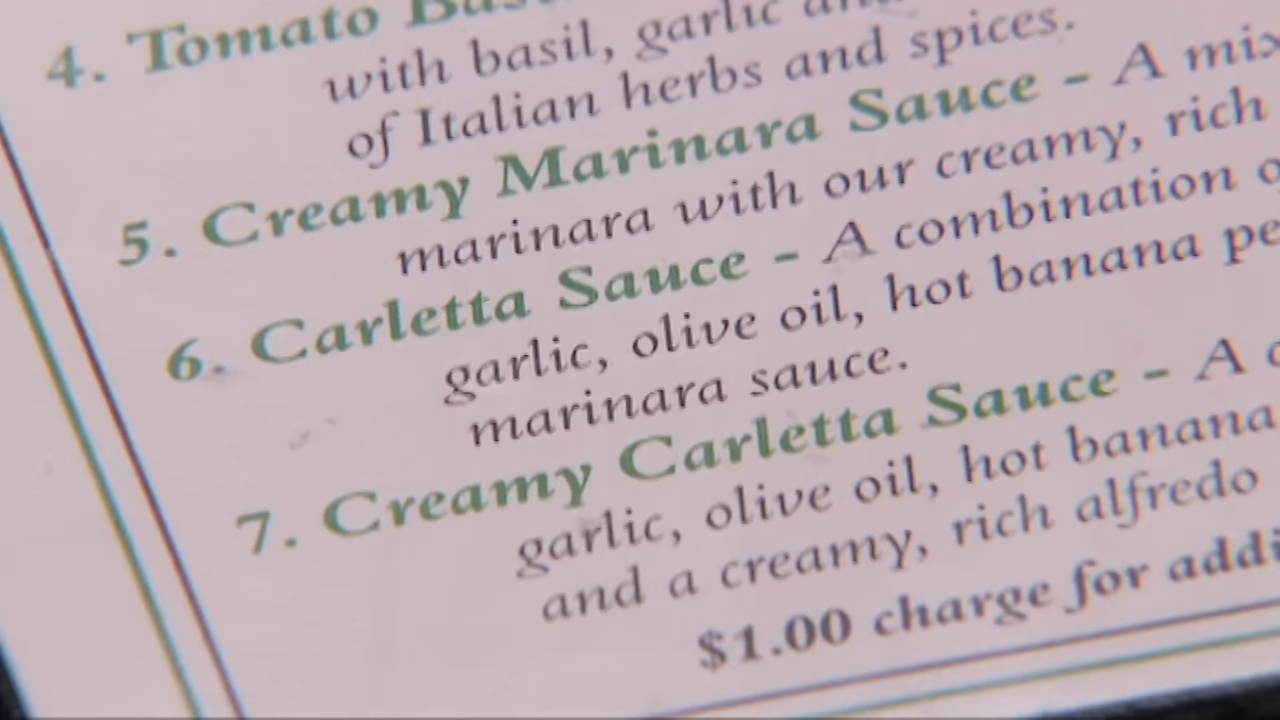 4. Tomato
with basil, garlic
of Italian herbs and spices.
5. Creamy Marinara Sauce - A
marinara with our creamy, rich
6. Carletta Sauce - A combination
garlic, olive oil, hot banana
marinara sauce.
7. Creamy Carletta Sauce - A
garlic, olive oil, hot banana
and a creamy, rich alfredo
$1.00 charge for